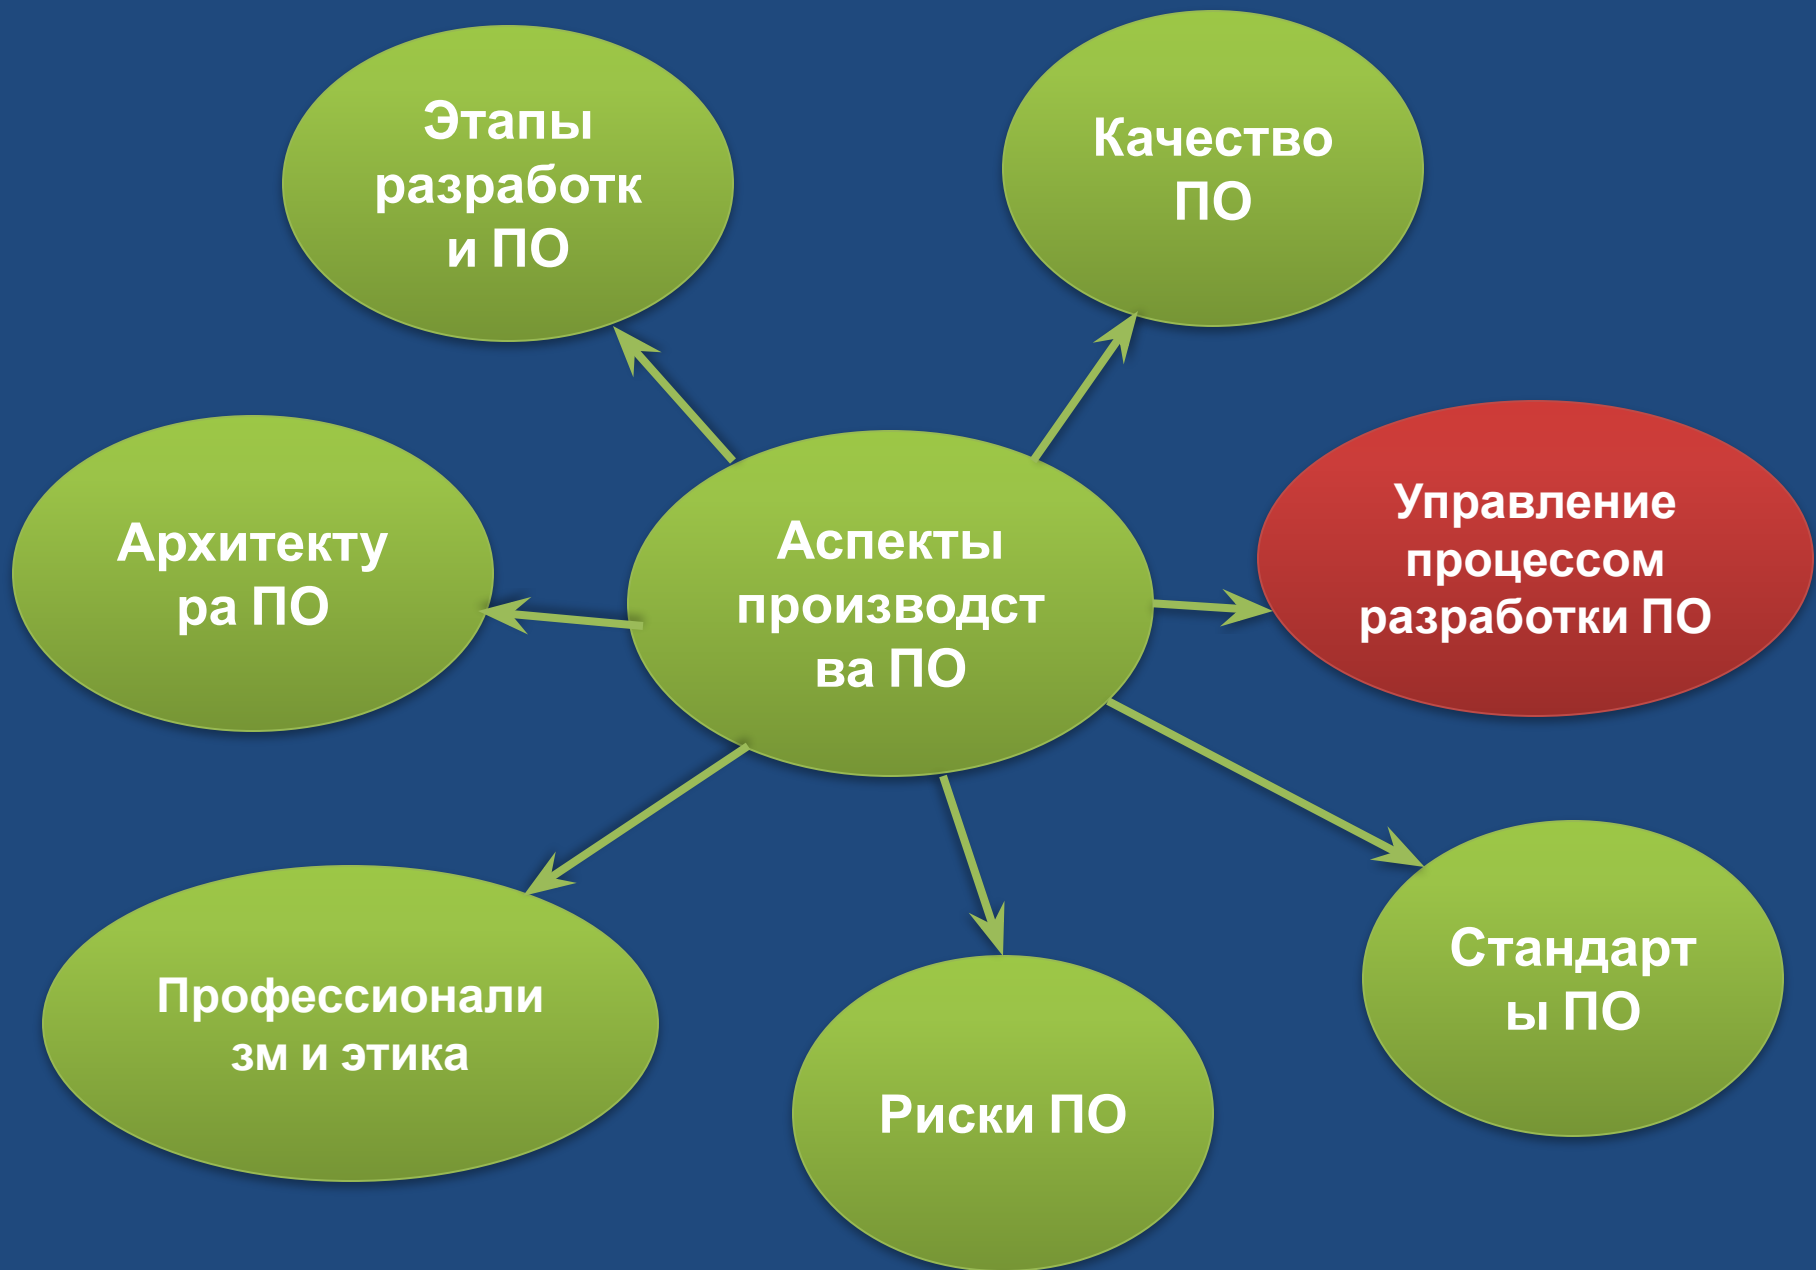 Этапы
разработк
и ПО
Качество
ПО
Архитекту
ра ПО
Аспекты
производст
ва ПО
Управление
процессом
разработки ПО
Профессионали
зм и этика
Риски ПО
Стандарт
ы ПО